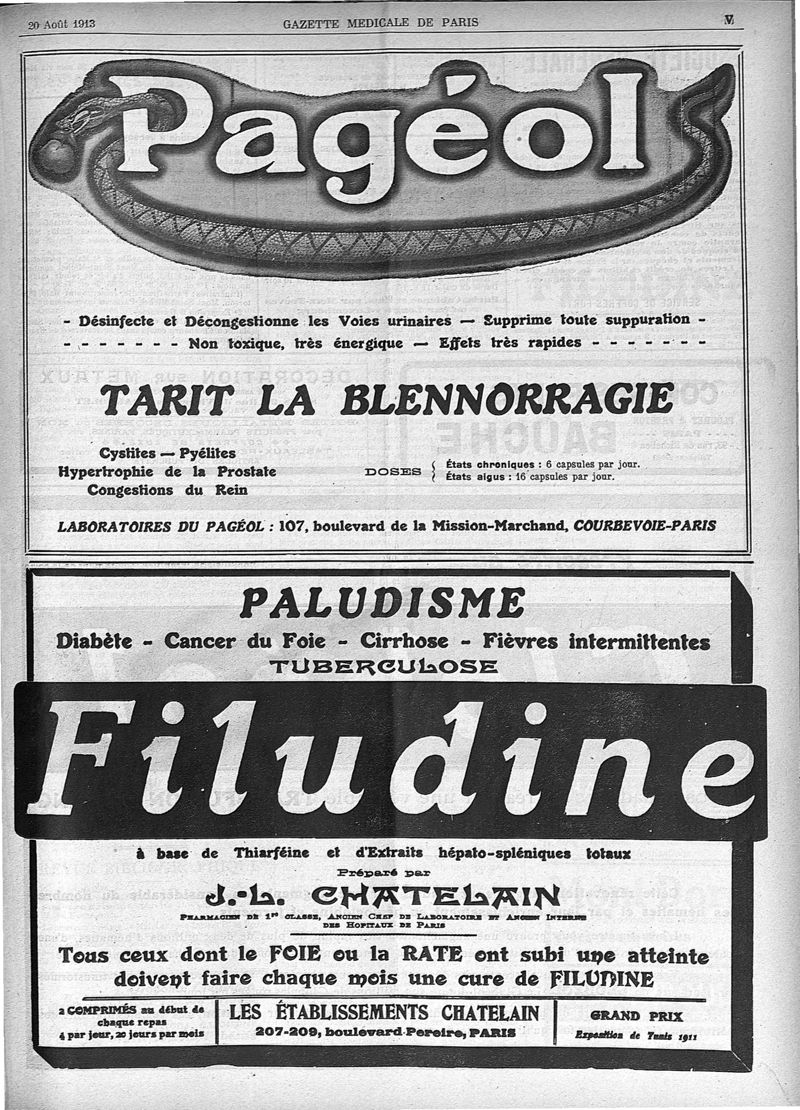 20 Août 1913 GAZETTE MEDICALE DE PARIS V
Pagéol
- Désinfecte et Décongestionne les Voies urinaires — Supprime toute suppuration -
- - - - - - - Non toxique, très énergique — Effets très rapides - - - - - - -
TARIT LA BLENNORRAGIE
Cystites — Pyélites
Hypertrophie de la Prostate
Congestions du Rein
DOSES
États chroniques : 6 capsules par jour.
États aigus : 16 capsules par jour.
LABORATOIRES DU PAGÉOL : 107, boulevard de la Mission-Marchand, COURBEVOIE-PARIS
PALUDISME
Diabète - Cancer du Foie - Cirrhose - Fièvres intermittentes
TUBERCULOSE
Filudine
à base de Thiarféine et d'Extraits hépato-spléniques totaux
Préparé par
J.-L. CHATELAIN
PHARMACIEN DE 1re CLASSE, ANCIEN CHEF DE LABORATOIRE ET ANCIEN INTERNE
DES HOPITAUX DE PARIS
Tous ceux dont le FOIE ou la RATE ont subi une atteinte
doivent faire chaque mois une cure de FILUDINE
2 COMPRIMÉS au début de
chaque repas
4 par jour, 20 jours par mois
LES ÉTABLISSEMENTS CHATELAIN
207-209, boulevard Pereire, PARIS
GRAND PRIX
Exposition de Tunis 1911